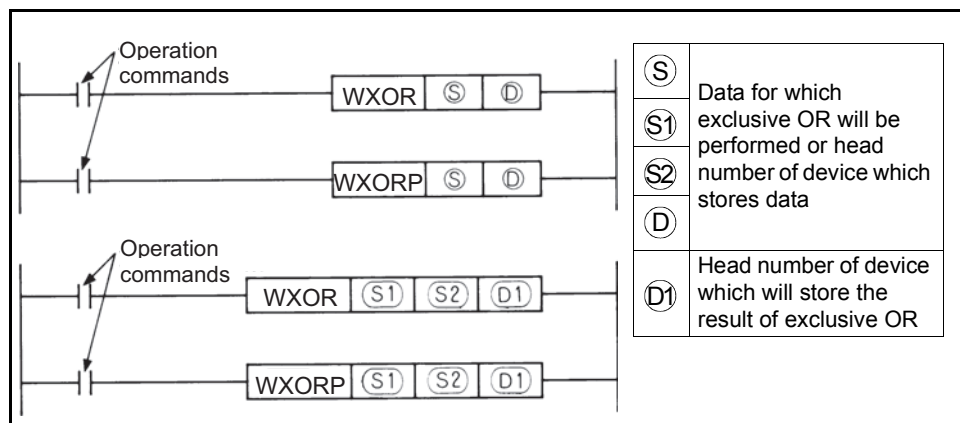 Operation
commands
WXOR Ⓢ Ⓓ
WXORP Ⓢ Ⓓ
Operation
commands
WXOR (S1) (S2) (D1)
WXORP (S1) (S2) (D1)
Ⓢ
(S1)
(S2)
Ⓓ
Data for which
exclusive OR will be
performed or head
number of device which
stores data
(D1)
Head number of device
which will store the
result of exclusive OR